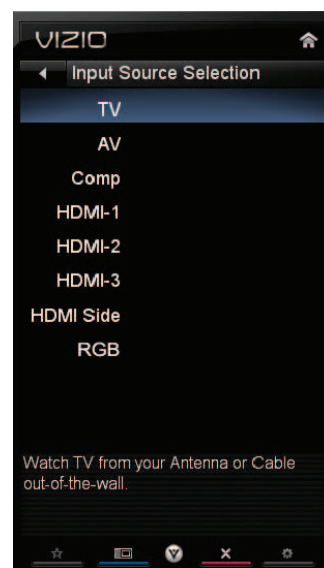 VIZIO
Input Source Selection
TV
AV
Comp
HDMI-1
HDMI-2
HDMI-3
HDMI Side
RGB
Watch TV from your Antenna or Cable
out-of-the-wall.